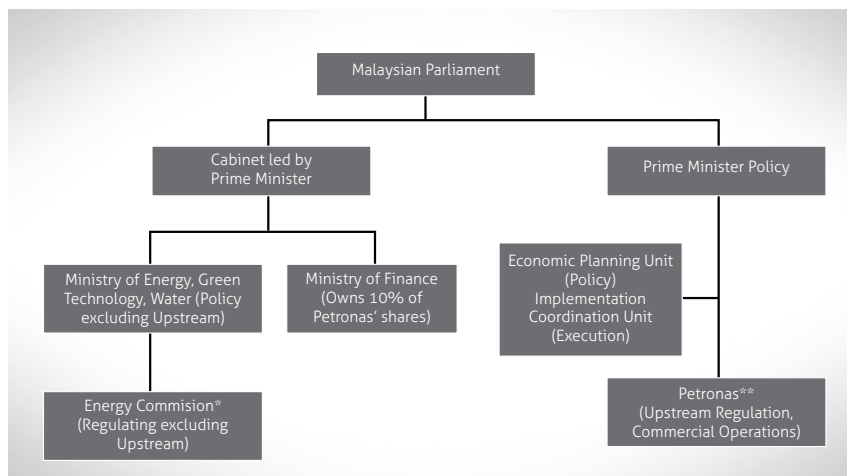 Malaysian Parliament
Cabinet led by
Prime Minister
Prime Minister Policy
Ministry of Energy, Green
Technology, Water (Policy
excluding Upstream)
Ministry of Finance
(Owns 10% of
Petronas' shares)
Economic Planning Unit
(Policy)
Implementation
Coordination Unit
(Execution)
Energy Commision*
(Regulating excluding
Upstream)
Petronas**
(Upstream Regulation,
Commercial Operations)